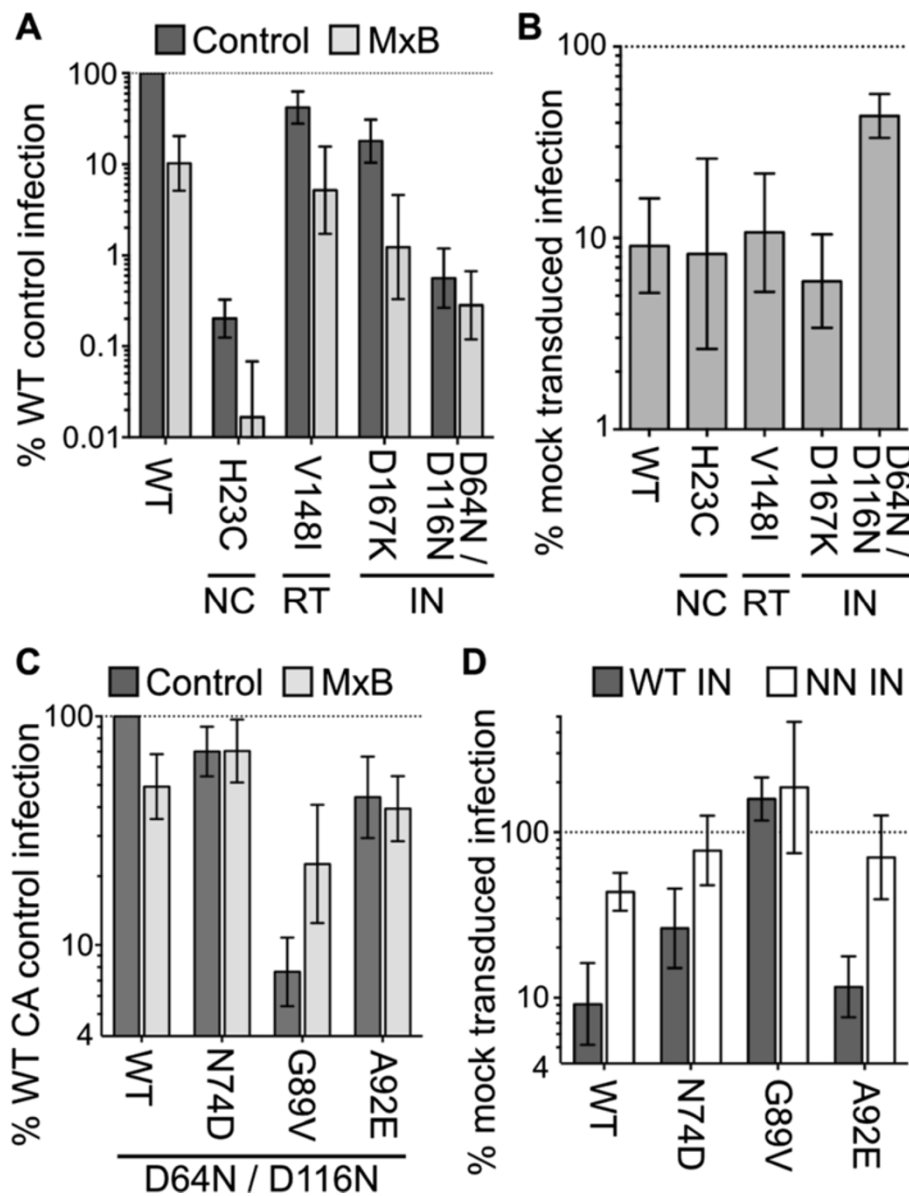 A
Control MxB
% WT control infection
100
10
1
0.1
0.01
WT
H23C
V148I
D167K
D64N /
D116N
NC
RT
IN
B
% mock transduced infection
100
10
1
WT
H23C
V148I
D167K
D64N /
D116N
NC
RT
IN
C
Control MxB
% WT CA control infection
100
10
4
WT
N74D
G89V
A92E
D64N / D116N
D
WT IN NN IN
% mock transduced infection
100
10
4
WT
N74D
G89V
A92E